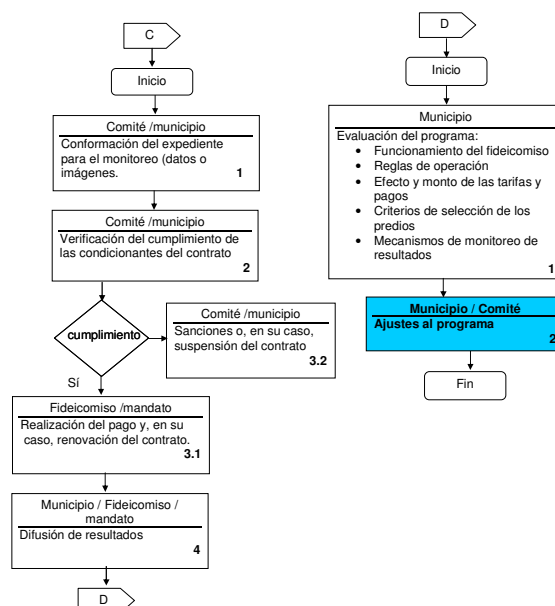 C
Inicio
Comité /municipio
Conformación del expediente
para el monitoreo (datos o
imágenes.
1
Comité /municipio
Verificación del cumplimiento de
las condicionantes del contrato
2
cumplimiento
Comité /municipio
Sanciones o, en su caso,
suspensión del contrato
3.2
Sí
Fideicomiso /mandato
Realización del pago y, en su
caso, renovación del contrato.
3.1
Municipio / Fideicomiso /
mandato
Difusión de resultados
4
D
D
Inicio
Municipio
Evaluación del programa:
• Funcionamiento del fideicomiso
• Reglas de operación
• Efecto y monto de las tarifas y
pagos
• Criterios de selección de los
predios
• Mecanismos de monitoreo de
resultados
1
Municipio / Comité
Ajustes al programa
2
Fin